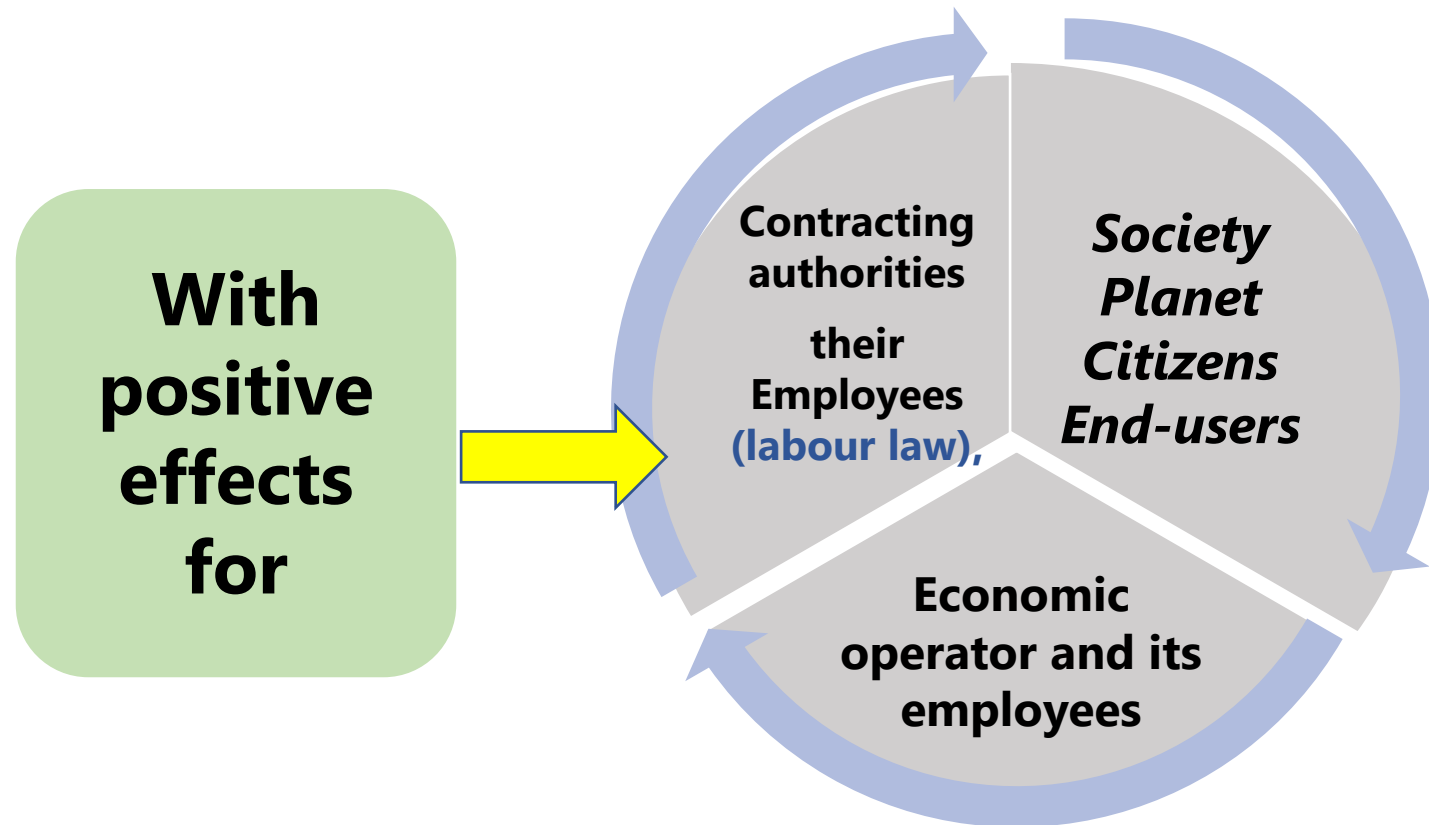 With
positive
effects
for
Contracting
authorities
their
Employees
(labour law),
Society
Planet
Citizens
End-users
Economic
operator and its
employees